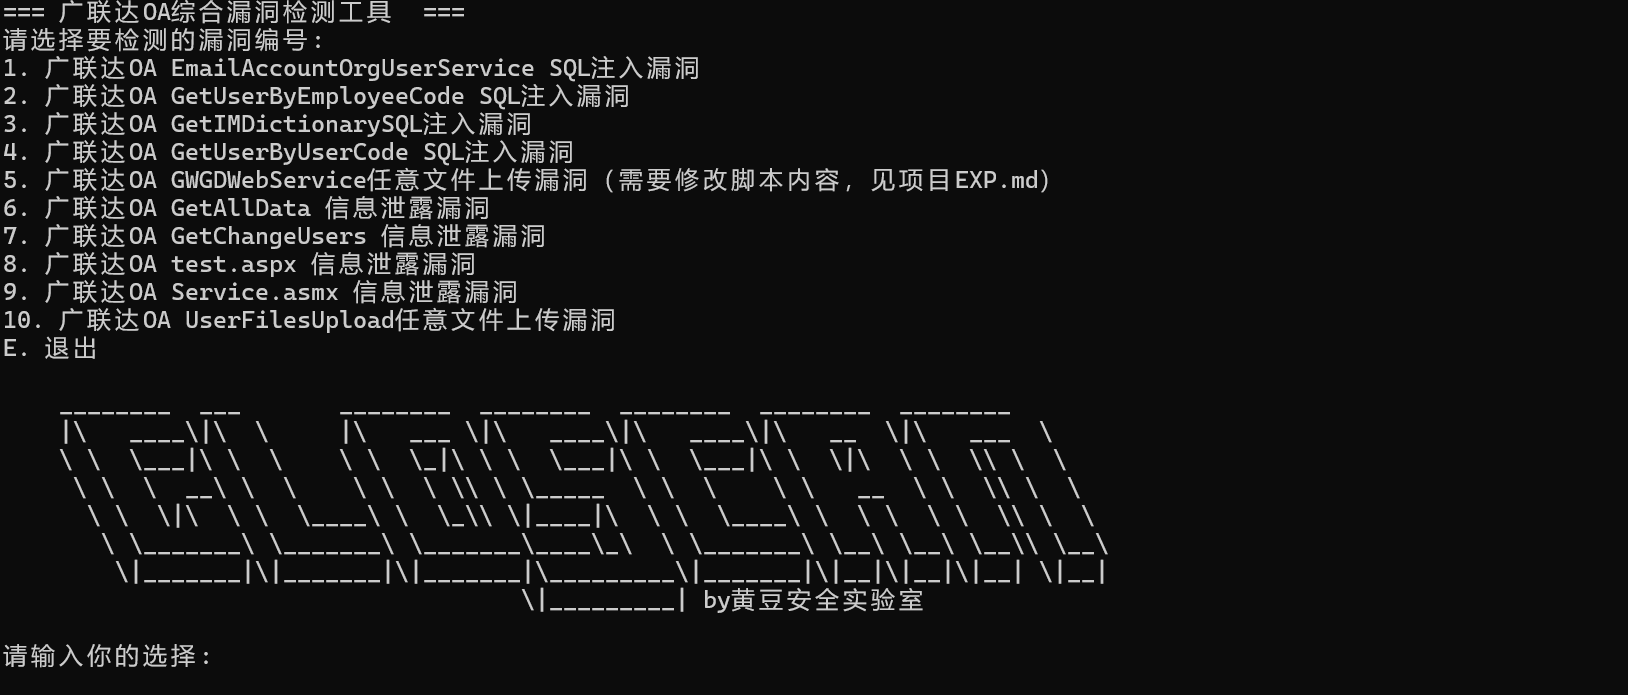 === 广联达OA综合漏洞检测工具  ===
请选择要检测的漏洞编号:
1. 广联达OA EmailAccountOrgUserService SQL注入漏洞
2. 广联达OA GetUserByEmployeeCode SQL注入漏洞
3. 广联达OA GetIMDictionarySQL注入漏洞
4. 广联达OA GetUserByUserCode SQL注入漏洞
5. 广联达OA GWGDWebService任意文件上传漏洞（需要修改脚本内容，见项目EXP.md）
6. 广联达OA GetAllData 信息泄露漏洞
7. 广联达OA GetChangeUsers 信息泄露漏洞
8. 广联达OA test.aspx 信息泄露漏洞
9. 广联达OA Service.asmx 信息泄露漏洞
10. 广联达OA UserFilesUpload任意文件上传漏洞
E. 退出
GLDSCAN
by黄豆安全实验室
请输入你的选择: